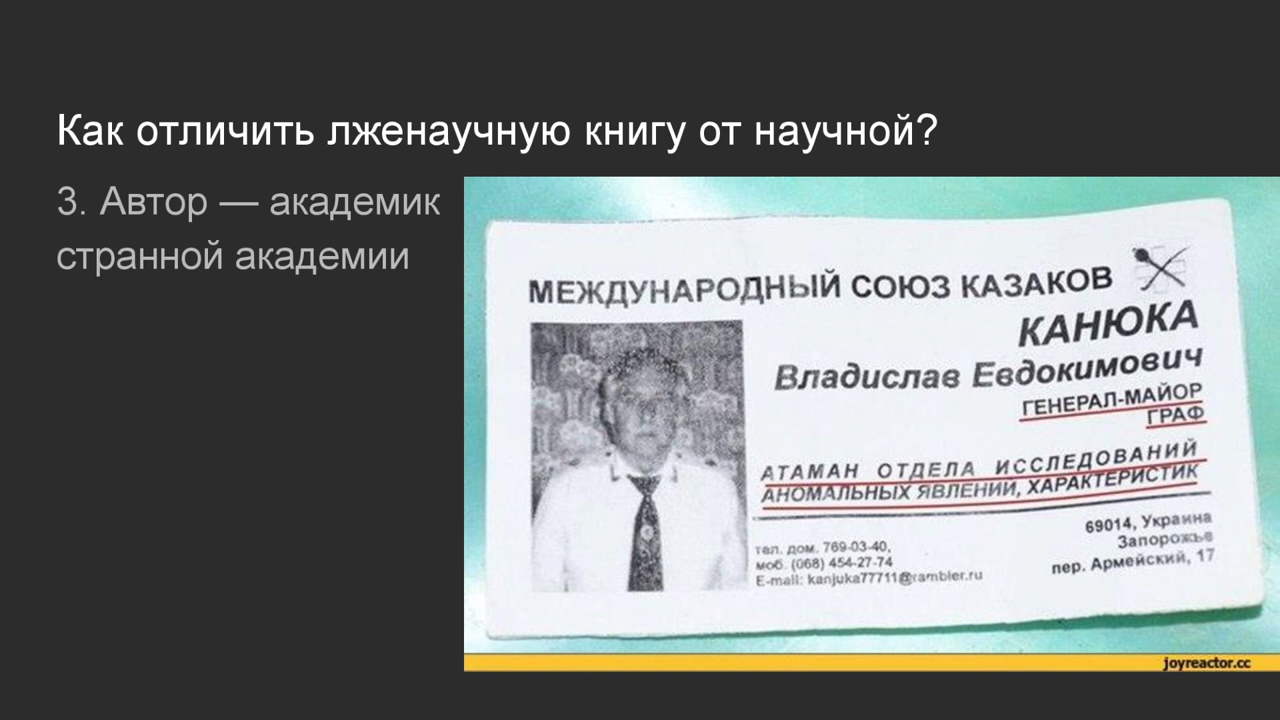 Как отличить лженаучную книгу от научной?
3. Автор — академик
странной академии
МЕЖДУНАРОДНЫЙ СОЮЗ КАЗАКОВ
КАНЮКА
Владислав Евдокимович
ГЕНЕРАЛ-МАЙОР
ГРАФ
АТАМАН ОТДЕЛА ИССЛЕДОВАНИЙ
АНОМАЛЬНЫХ ЯВЛЕНИИ, ХАРАКТЕРИСТИК
тел. дом. 769-03-40,
моб. (068) 454-27-74
E-mail: kanjuka77711@rambler.ru
69014, Украина
Запорожье
пер. Армейский, 17
joyreactor.cc